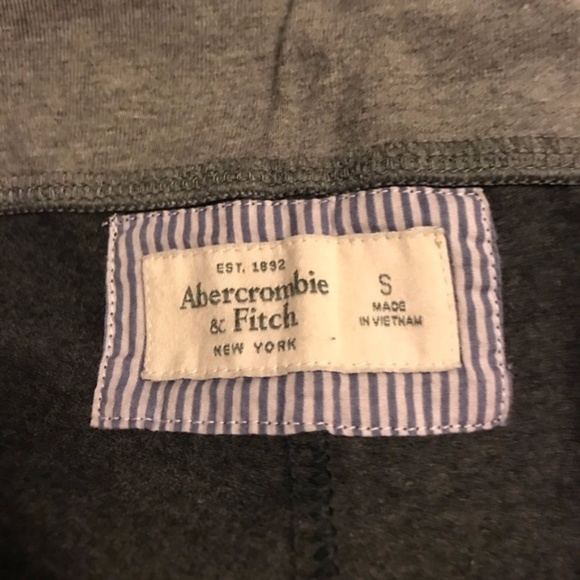 EST. 1892
Abercrombie
& Fitch
NEW YORK
S
MADE
IN VIETNAM